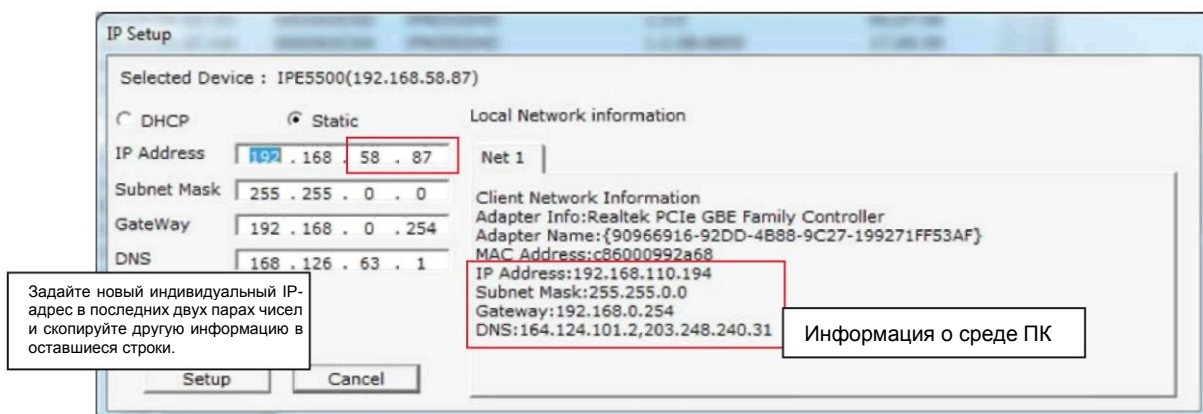 IP Setup
Selected Device : IPE5500(192.168.58.87)
DHCP
Static
IP Address
192 . 168 . 58 . 87
Subnet Mask
255 . 255 . 0 . 0
GateWay
192 . 168 . 0 . 254
DNS
168 . 126 . 63 . 1
Задайте новый индивидуальный IP-
адрес в последних двух парах чисел
и скопируйте другую информацию в
оставшиеся строки.
Setup
Cancel
Local Network information
Net 1
Client Network Information
Adapter Info:Realtek PCIe GBE Family Controller
Adapter Name:{90966916-92DD-4B88-9C27-199271FF53AF}
MAC Address:c86000992a68
IP Address:192.168.110.194
Subnet Mask:255.255.0.0
Gateway:192.168.0.254
DNS:164.124.101.2,203.248.240.31
Информация о среде ПК